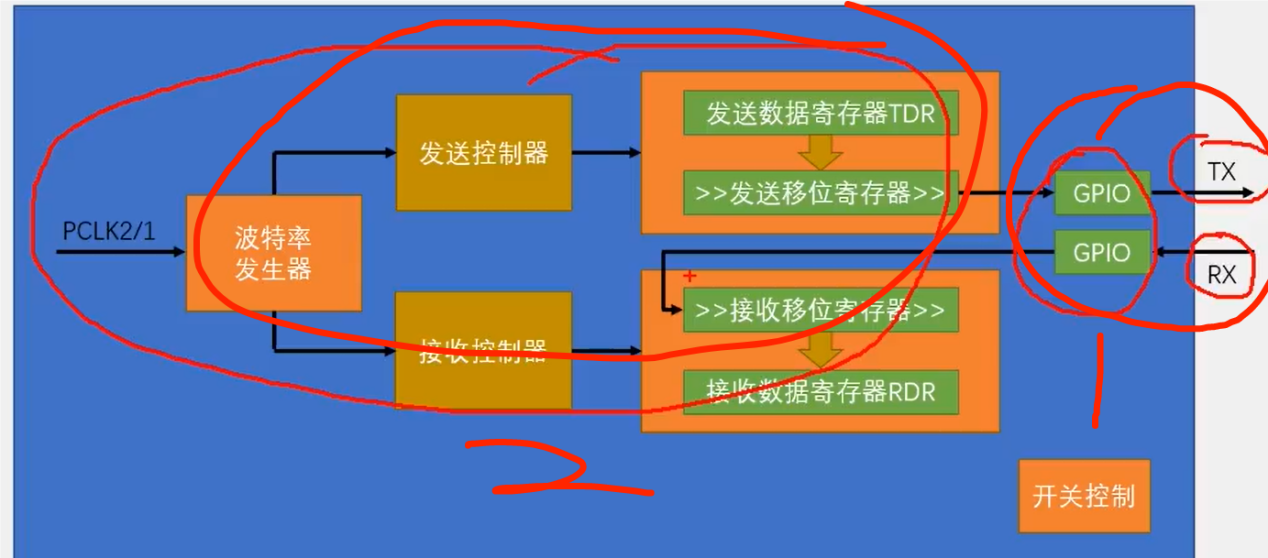 发送数据寄存器TDR
发送控制器
>>发送移位寄存器>>
GPIO
TX
PCLK2/1
波特率
发生器
GPIO
RX
>>接收移位寄存器>>
接收控制器
接收数据寄存器RDR
1
2
开关控制